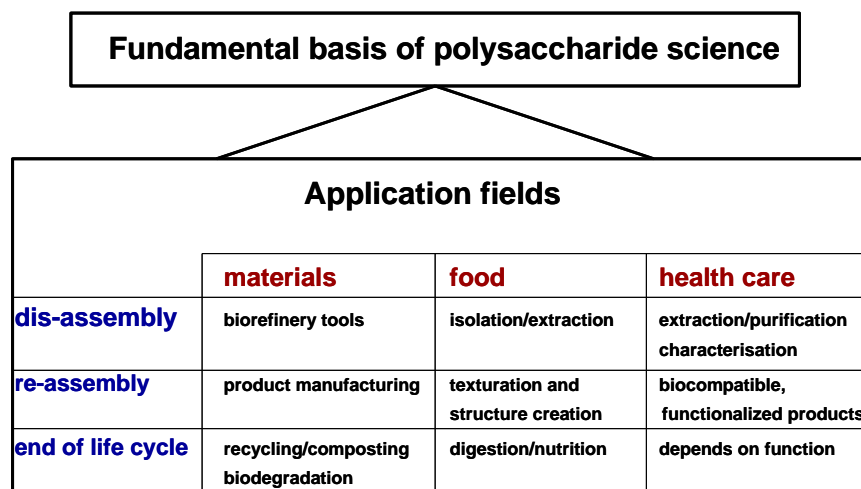 Fundamental basis of polysaccharide science
Application fields
materials food health care
dis-assembly biorefinery tools isolation/extraction extraction/purification
characterisation
re-assembly product manufacturing texturation and biocompatible,
structure creation functionalized products
end of life cycle recycling/composting digestion/nutrition depends on function
biodegradation